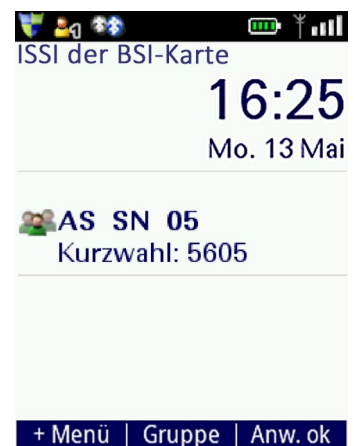 ISSI der BSI-Karte
16:25
Mo. 13 Mai
AS SN 05
Kurzwahl: 5605
+ Menü | Gruppe | Anw. ok